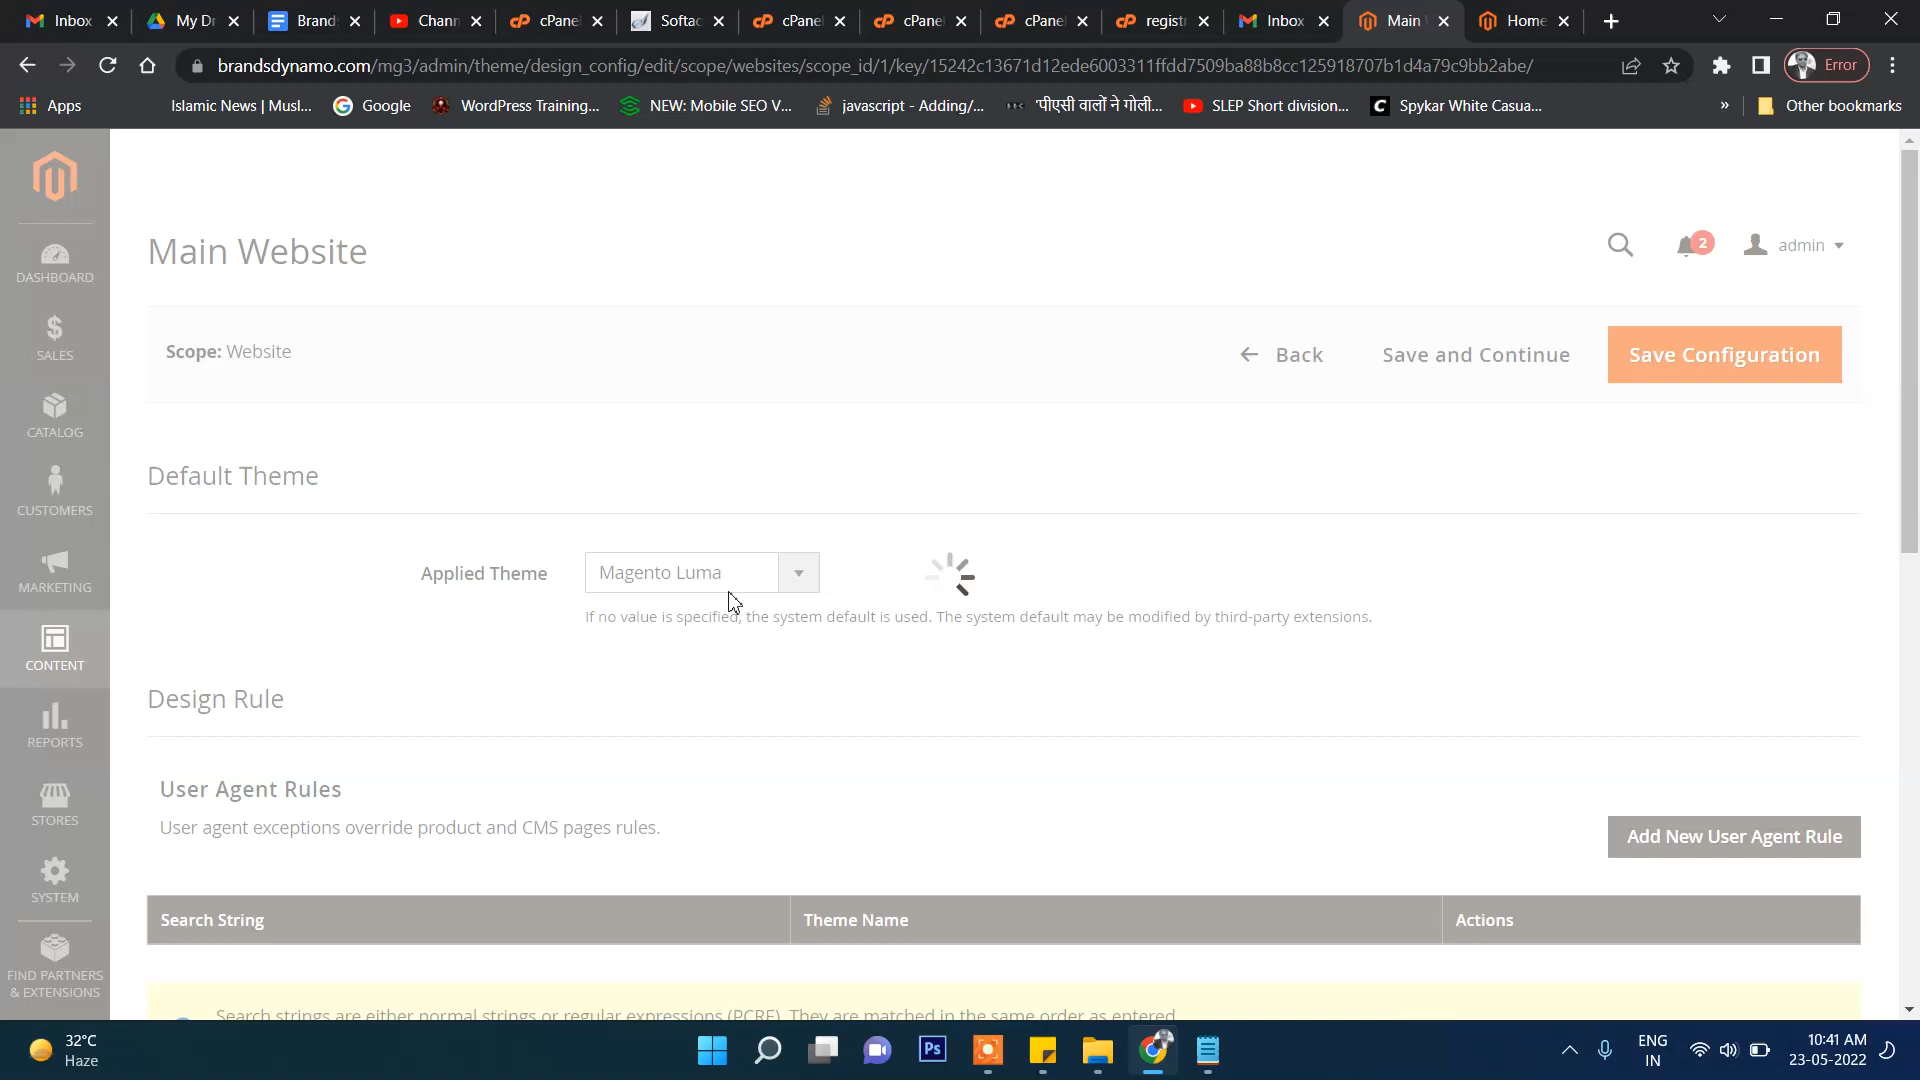 Inbox
My Dr
Brand
Chann
cPane
Softac
cPane
cPane
cPane
registr
Inbox
Main
Home
brandsdynamo.com/mg3/admin/theme/design_config/edit/scope/websites/scope_id/1/key/15242c13671d12ede6003311ffdd7509ba88b8cc125918707b1d4a79c9bb2abe/
Error
Apps
Islamic News | Musl...
Google
WordPress Training...
NEW: Mobile SEO V...
javascript - Adding/...
'पीएसी वालों ने गोली...
SLEP Short division...
Spykar White Casua...
»
Other bookmarks
DASHBOARD
SALES
CATALOG
CUSTOMERS
MARKETING
CONTENT
REPORTS
STORES
SYSTEM
FIND PARTNERS
& EXTENSIONS
Main Website
2
admin
Scope: Website
Back
Save and Continue
Save Configuration
Default Theme
Applied Theme
Magento Luma
If no value is specified, the system default is used. The system default may be modified by third-party extensions.
Design Rule
User Agent Rules
User agent exceptions override product and CMS pages rules.
Add New User Agent Rule
Search String
Theme Name
Actions
Search strings are either normal strings or regular expressions (PCRE). They are matched in the same order as entered.
32°C
Haze
Ps
ENG
IN
10:41 AM
23-05-2022